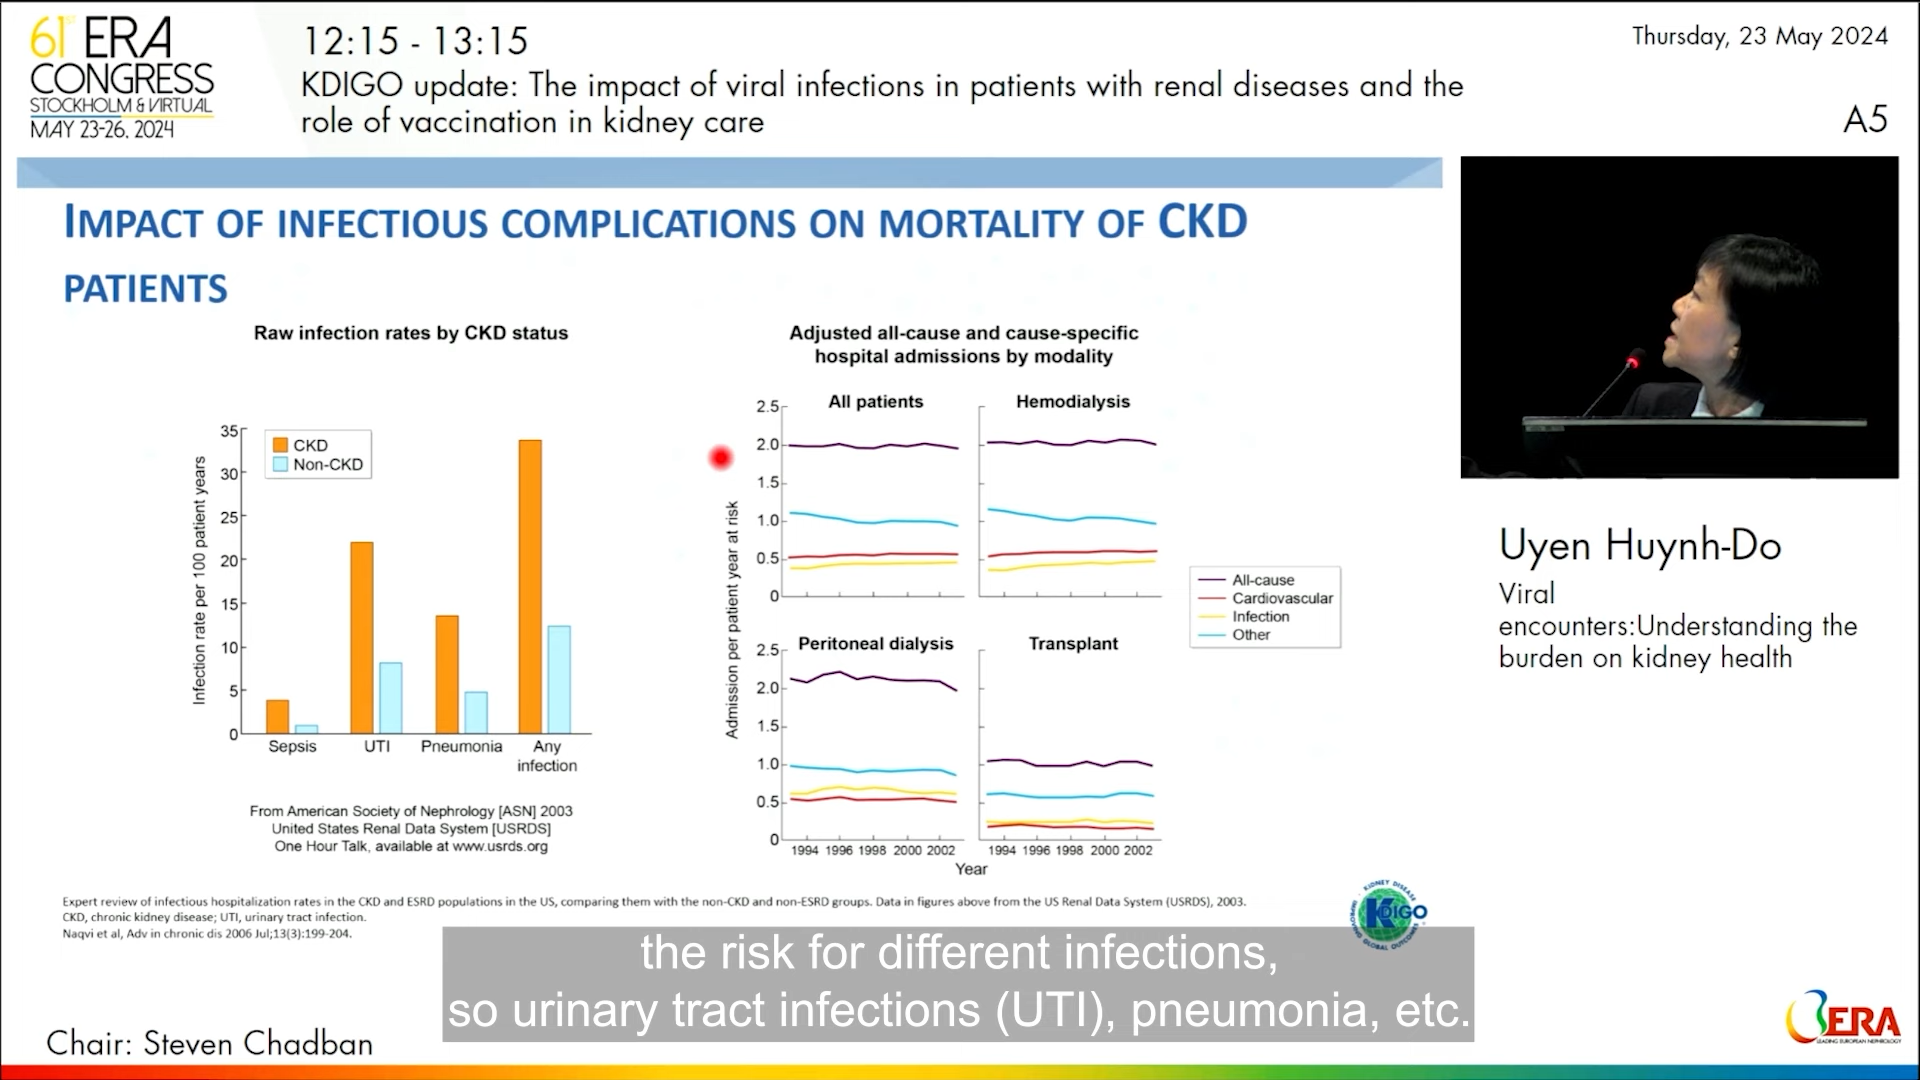 61ST ERA
CONGRESS
STOCKHOLM & VIRTUAL
MAY 23-26, 2024
12:15 - 13:15
KDIGO update: The impact of viral infections in patients with renal diseases and the
role of vaccination in kidney care
Thursday, 23 May 2024
A5
IMPACT OF INFECTIOUS COMPLICATIONS ON MORTALITY OF CKD
PATIENTS
Raw infection rates by CKD status
Infection rate per 100 patient years
35
30
25
20
15
10
5
0
CKD
Non-CKD
Sepsis
UTI
Pneumonia
Any
infection
From American Society of Nephrology [ASN] 2003
United States Renal Data System [USRDS]
One Hour Talk, available at www.usrds.org
Adjusted all-cause and cause-specific
hospital admissions by modality
Admission per patient year at risk
All patients
Hemodialysis
2.5
2.0
1.5
1.0
0.5
0
Peritoneal dialysis
Transplant
2.5
2.0
1.5
1.0
0.5
0
1994 1996 1998 2000 2002
1994 1996 1998 2000 2002
Year
All-cause
Cardiovascular
Infection
Other
Expert review of infectious hospitalization rates in the CKD and ESRD populations in the US, comparing them with the non-CKD and non-ESRD groups. Data in figures above from the US Renal Data System (USRDS), 2003.
CKD, chronic kidney disease; UTI, urinary tract infection.
Naqvi et al, Adv in chronic dis 2006 Jul;13(3):199-204.
KIDNEY DISEASE
KDIGO
IMPROVING GLOBAL OUTCOMES
Uyen Huynh-Do
Viral
encounters:Understanding the
burden on kidney health
the risk for different infections,
so urinary tract infections (UTI), pneumonia, etc.
Chair: Steven Chadban
ERA
LEADING EUROPEAN NEPHROLOGY